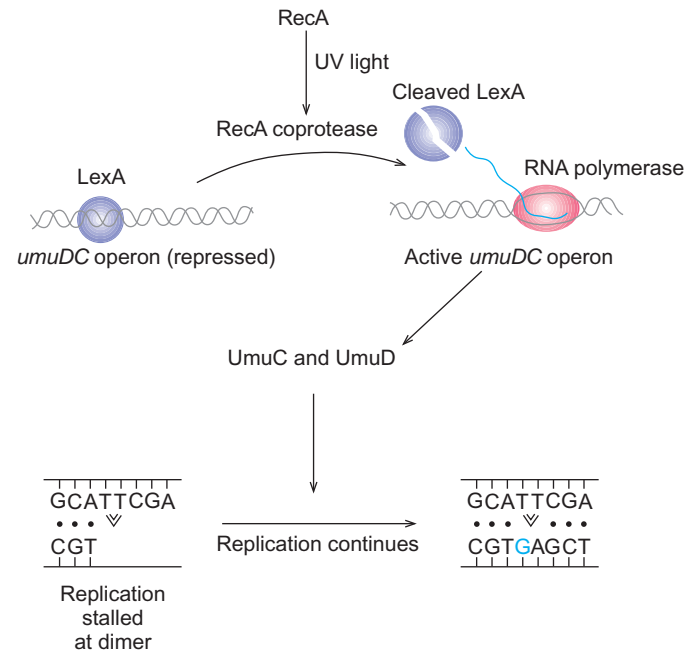 RecA
UV light
Cleaved LexA
RecA coprotease
RNA polymerase
LexA
umuDC operon (repressed)
Active umuDC operon
UmuC and UmuD
GCATTCGA
CGT
Replication continues
GCATTCGA
CGTGAGCT
Replication
stalled
at dimer